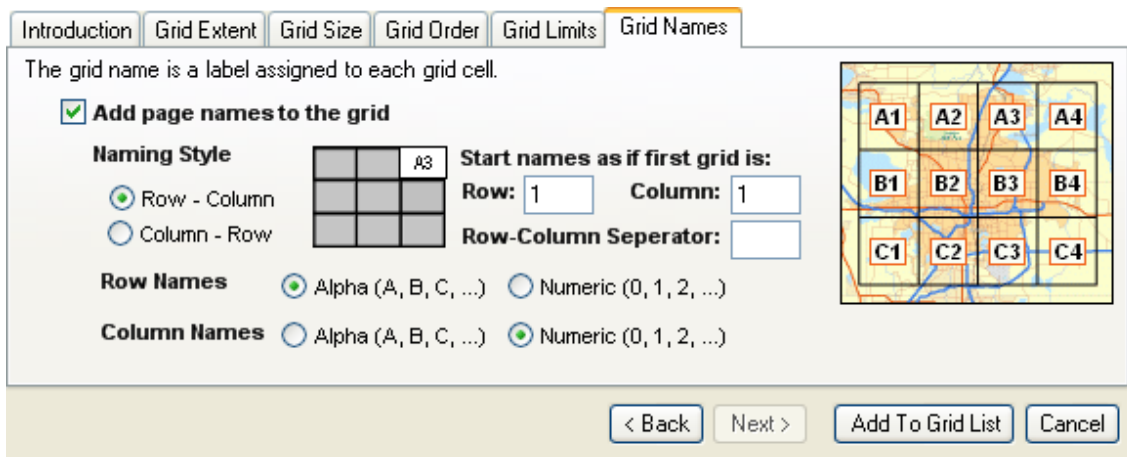 Introduction Grid Extent Grid Size Grid Order Grid Limits Grid Names
The grid name is a label assigned to each grid cell.
Add page names to the grid
Naming Style
Row - Column
Column - Row
A3
Start names as if first grid is:
Row: 1 Column: 1
Row-Column Seperator:
Row Names Alpha (A, B, C, ...) Numeric (0, 1, 2, ...)
Column Names Alpha (A, B, C, ...) Numeric (0, 1, 2, ...)
A1 A2 A3 A4
B1 B2 B3 B4
C1 C2 C3 C4
< Back Next > Add To Grid List Cancel